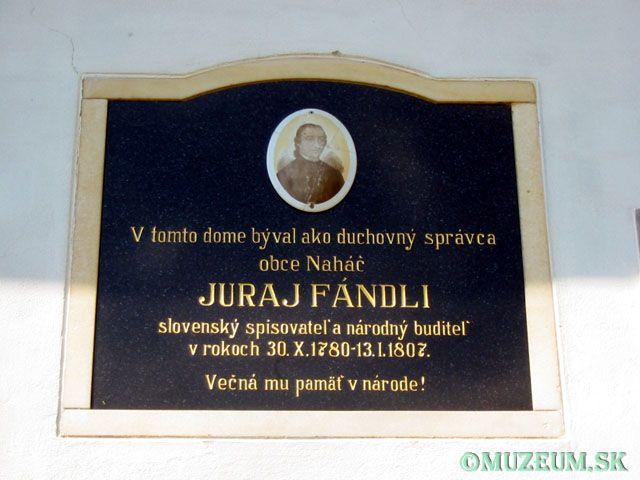 V tomto dome býval ako duchovný správca
obce Naháč
JURAJ FÁNDLI
slovenský spisovateľ a národný buditeľ
v rokoch 30.X.1780-13.I.1807.
Večná mu pamäť v národe!
©MUZEUM.SK